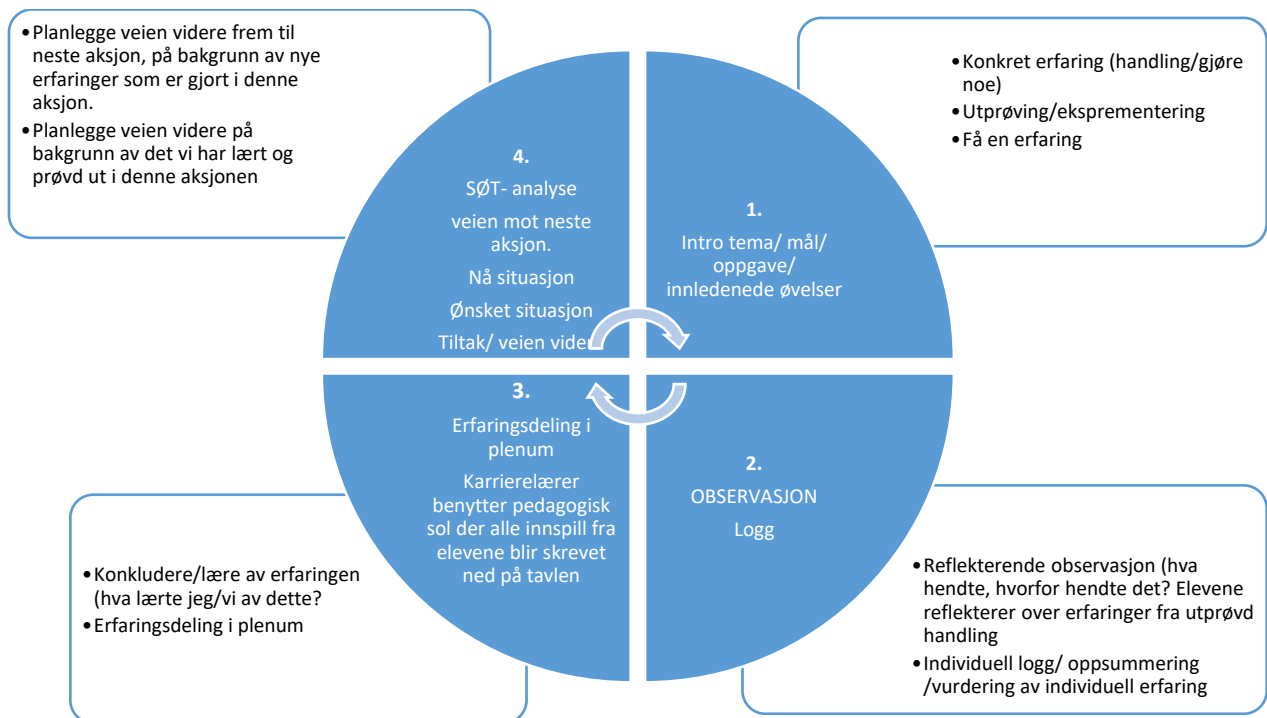 •Planlegge veien videre frem til
neste aksjon, på bakgrunn av nye
erfaringer som er gjort i denne
aksjon.
•Planlegge veien videre på
bakgrunn av det vi har lært og
prøvd ut i denne aksjonen
•Konkret erfaring (handling/gjøre
noe)
•Utprøving/eksprementering
•Få en erfaring
4.
SØT- analyse
veien mot neste
aksjon.
Nå situasjon
Ønsket situasjon
Tiltak/ veien vider
1.
Intro tema/ mål/
oppgave/
innledenede øvelser
3.
Erfaringsdeling i
plenum
Karrierelærer
benytter pedagogisk
sol der alle innspill fra
elevene blir skrevet
ned på tavlen
2.
OBSERVASJON
Logg
•Konkludere/lære av erfaringen
(hva lærte jeg/vi av dette?
•Erfaringsdeling i plenum
•Reflekterende observasjon (hva
hendte, hvorfor hendte det? Elevene
reflekterer over erfaringer fra utprøvd
handling
•Individuell logg/ oppsummering
/vurdering av individuell erfaring